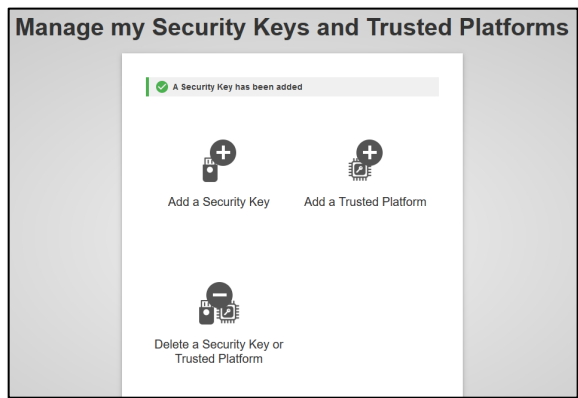 Manage my Security Keys and Trusted Platforms
A Security Key has been added
Add a Security Key
Add a Trusted Platform
Delete a Security Key or
Trusted Platform